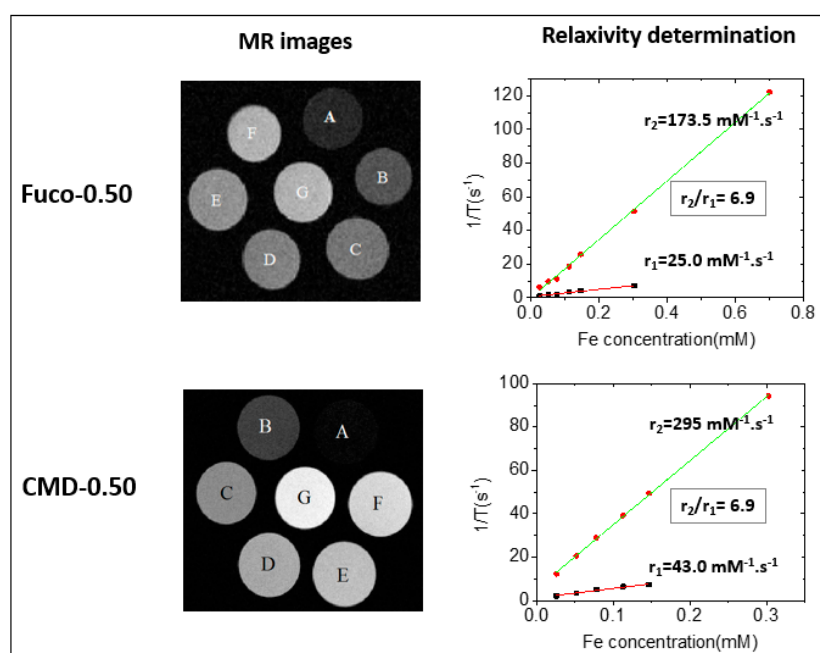 MR images
Relaxivity determination
Fuco-0.50
A
F
B
E
G
C
D
120
100
80
60
40
20
0
1/T(s⁻¹)
r₂=173.5 mM⁻¹.s⁻¹
r₂/r₁= 6.9
r₁=25.0 mM⁻¹.s⁻¹
0.0
0.2
0.4
0.6
0.8
Fe concentration(mM)
CMD-0.50
B
A
C
G
F
D
E
100
80
60
40
20
0
1/T(s⁻¹)
r₂=295 mM⁻¹.s⁻¹
r₂/r₁= 6.9
r₁=43.0 mM⁻¹.s⁻¹
0.0
0.1
0.2
0.3
Fe concentration(mM)